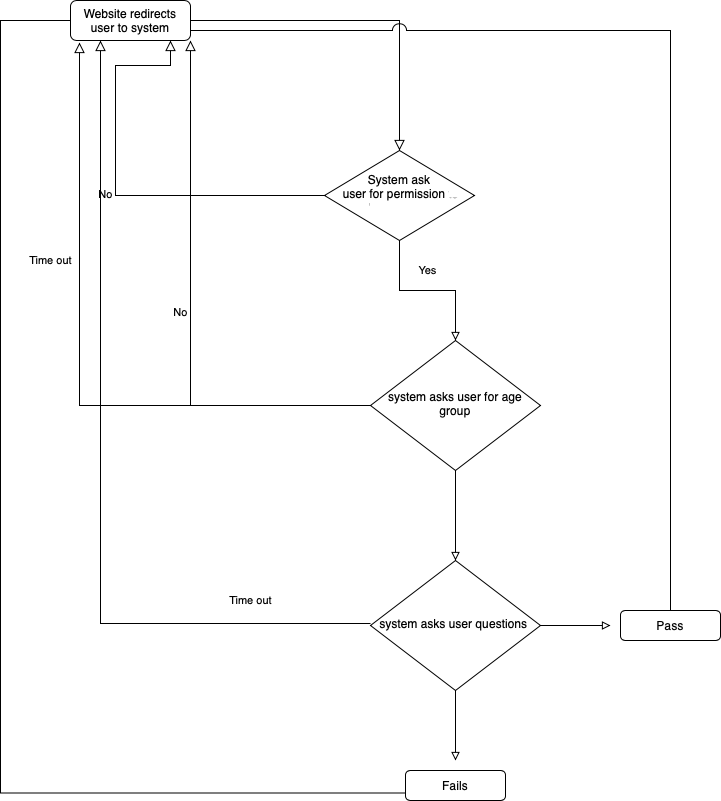 Website redirects
user to system
System ask
user for permission
No
Time out
Yes
No
system asks user for age
group
Time out
system asks user questions
Pass
Fails